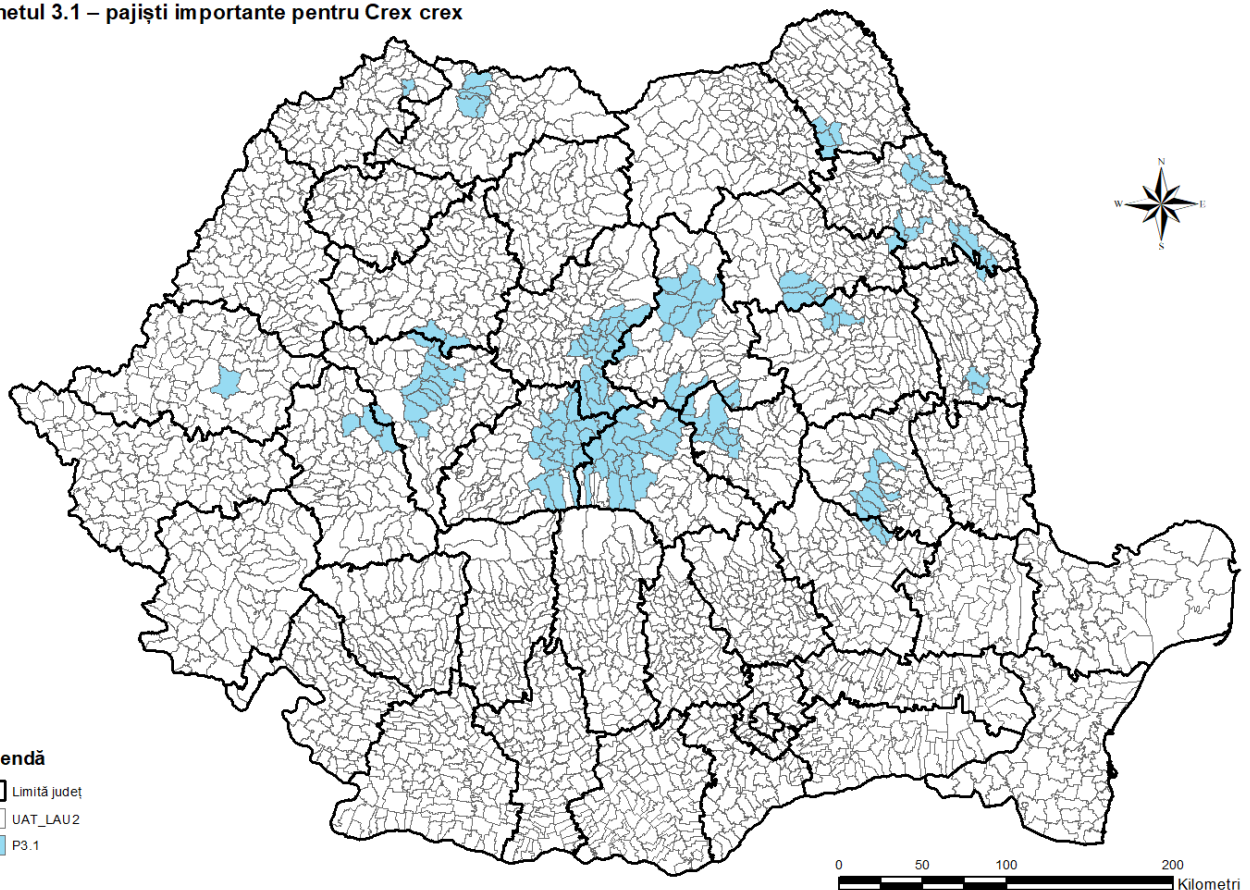 netul 3.1 – pajiști importante pentru Crex crex
N
W
E
S
endă
Limită județ
UAT_LAU2
P3.1
0 50 100 200
Kilometri